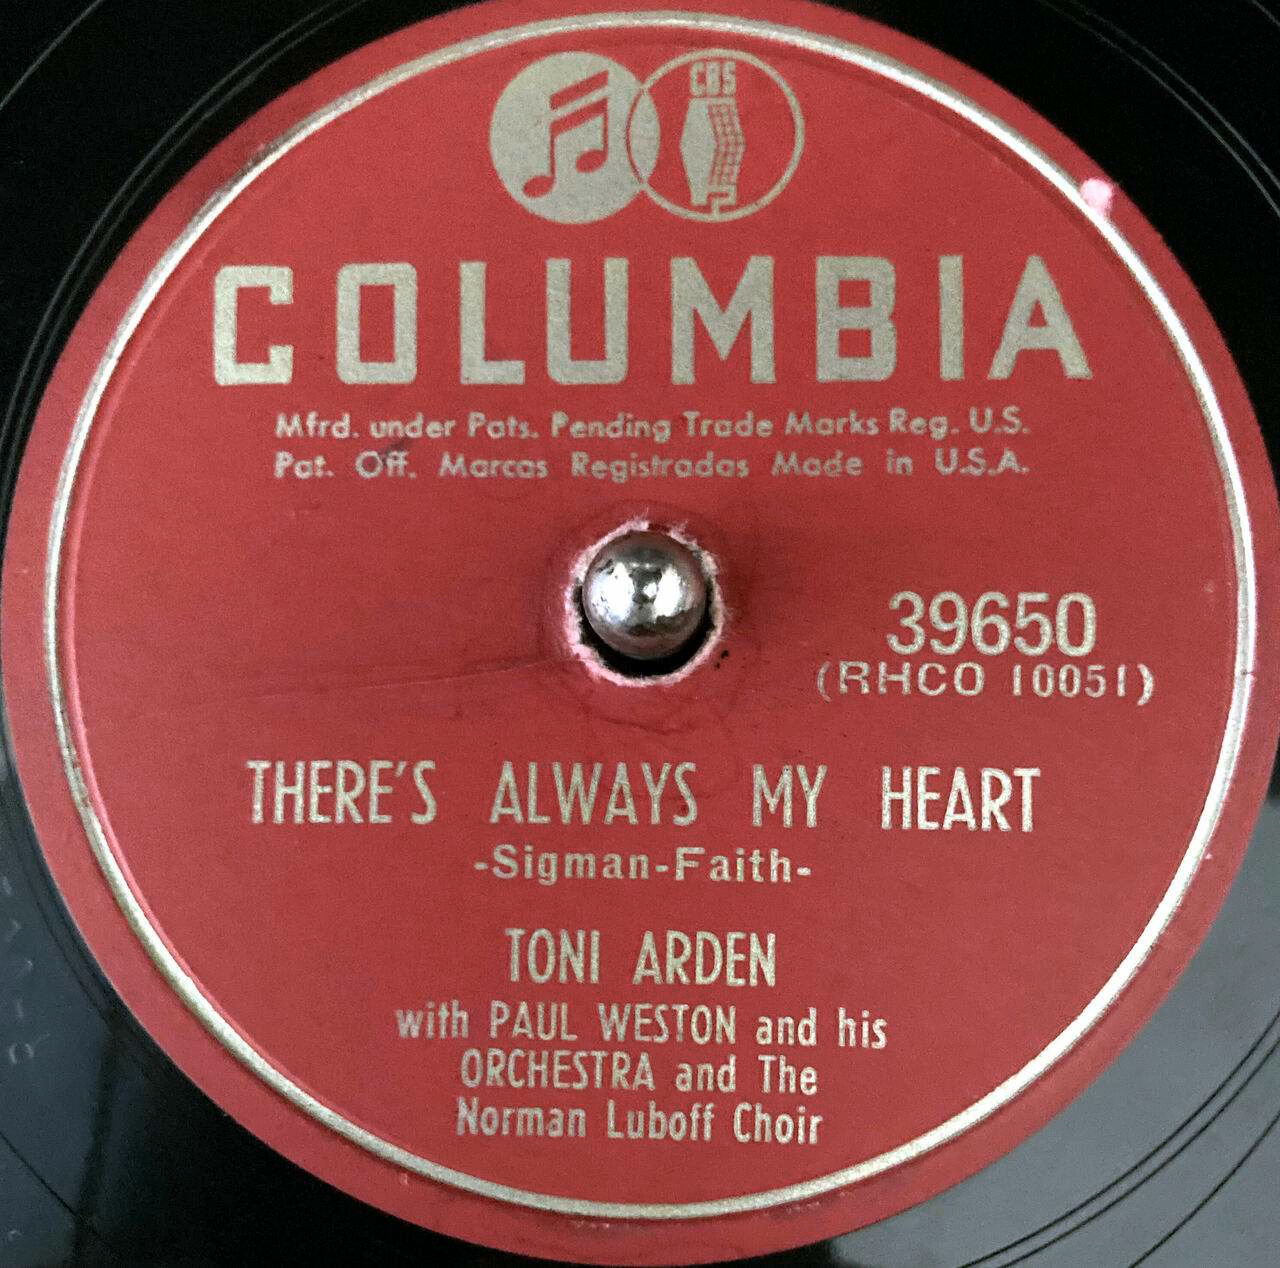 CBS
COLUMBIA
Mfrd. under Pats. Pending Trade Marks Reg. U.S.
Pat. Off. Marcas Registradas Made in U.S.A.
39650
(RHCO 10051)
THERE'S ALWAYS MY HEART
-Sigman-Faith-
TONI ARDEN
with PAUL WESTON and his
ORCHESTRA and The
Norman Luboff Choir